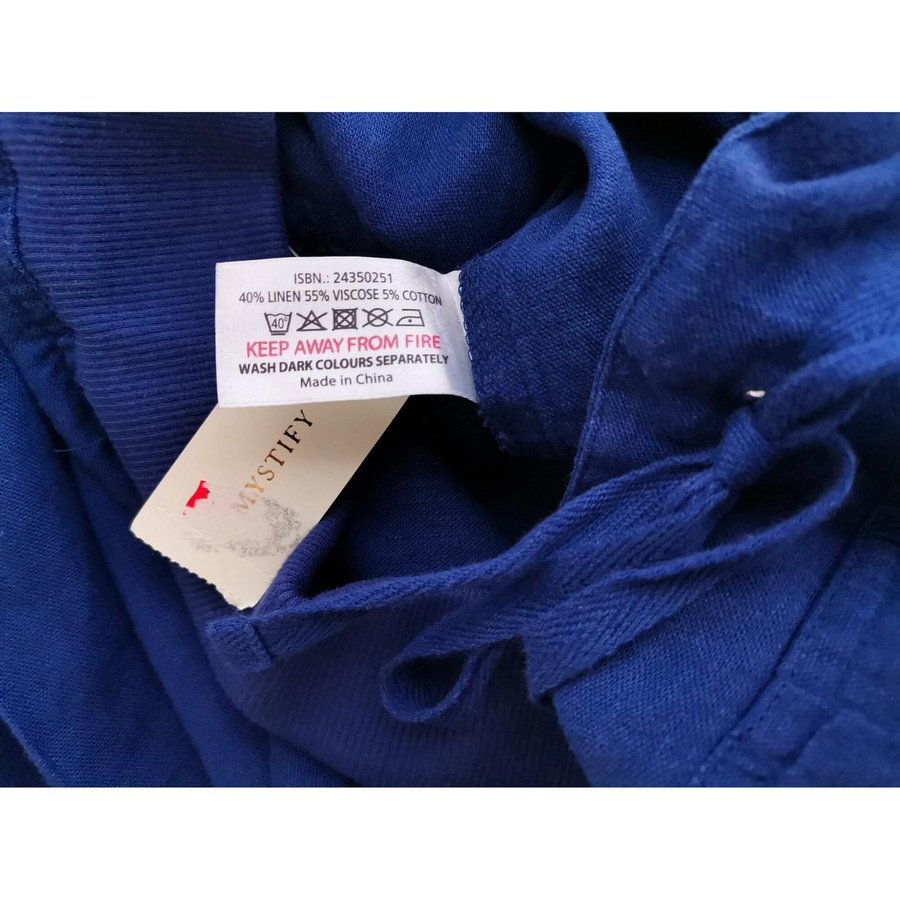 ISBN.: 24350251
40% LINEN 55% VISCOSE 5% COTTON
40°
KEEP AWAY FROM FIRE
WASH DARK COLOURS SEPARATELY
Made in China
MYSTIFY